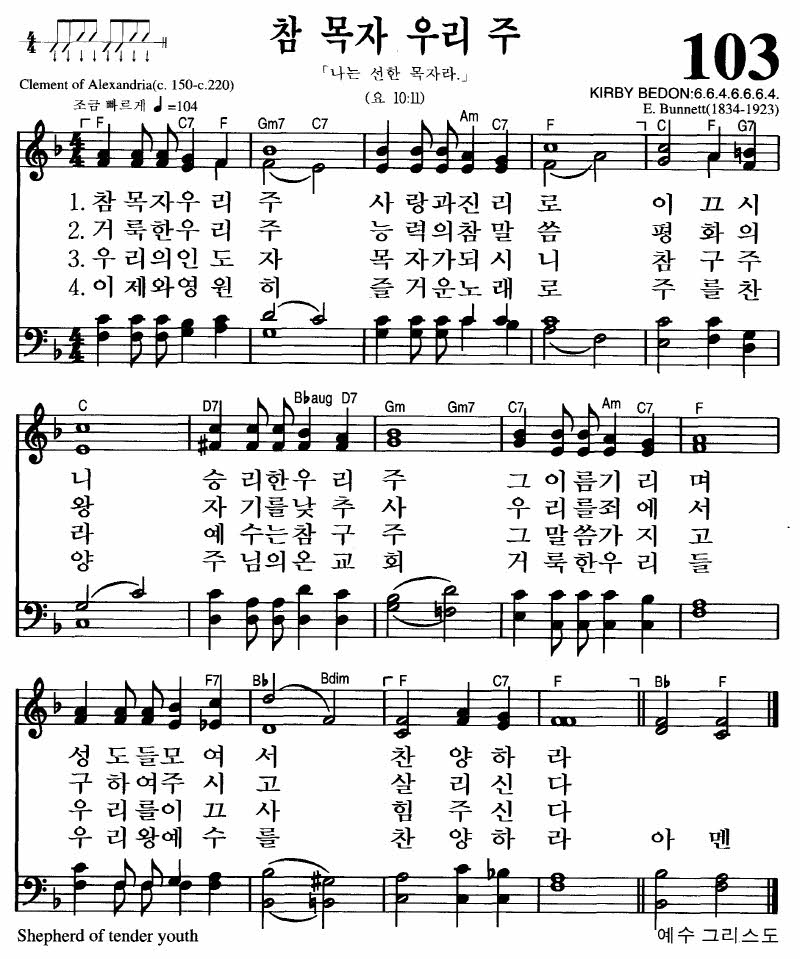 참 목자 우리 주
「나는 선한 목자라.」
(요 10:11)
103
Clement of Alexandria(c. 150-c.220)
조금 빠르게 ♩=104
KIRBY BEDON:6.6.4.6.6.6.4.
E. Bunnett(1834-1923)
4/4
F C7 F Gm7 C7 Am C7 F C F G7
1. 참 목자우 리 주 사 랑과진 리 로 이 끄 시
2. 거 룩한우 리 주 능 력의참 말 씀 평 화 의
3. 우 리의인 도 자 목 자가되 시 니 참 구 주
4. 이 제와영 원 히 즐 거운노 래 로 주 를 찬
C D7 B♭aug D7 Gm Gm7 C7 Am C7 F
니 승 리한우 리 주 그 이름기 리 며
왕 자 기를낮 추 사 우 리를죄 에 서
라 예 수는참 구 주 그 말씀가 지 고
양 주 님의온 교 회 거 룩한우 리 들
F7 B♭ Bdim F C7 F B♭ F
성 도들모 여 서 찬 양 하 라
구 하여주 시 고 살 리 신 다
우 리를이 끄 사 힘 주 신 다
우 리왕예 수 를 찬 양 하 라 아 멘
Shepherd of tender youth
예수 그리스도